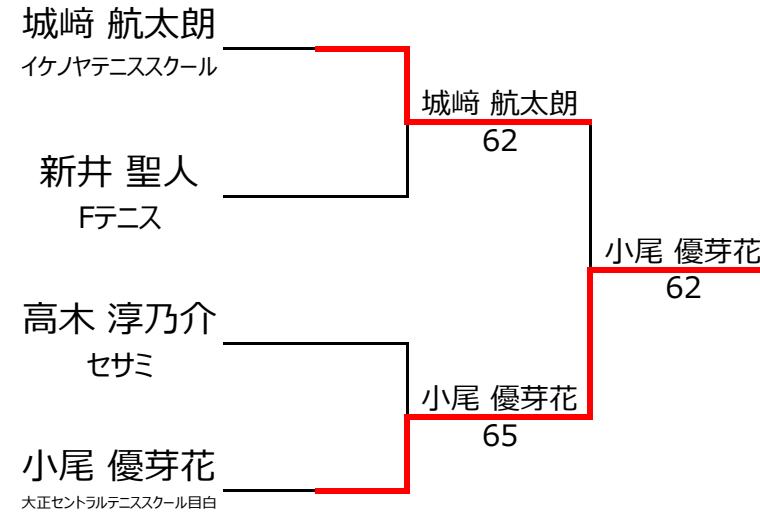 城﨑 航太朗
イケノヤテニススクール
城﨑 航太朗
62
新井 聖人
Fテニス
小尾 優芽花
62
高木 淳乃介
セサミ
小尾 優芽花
65
小尾 優芽花
大正セントラルテニススクール目白